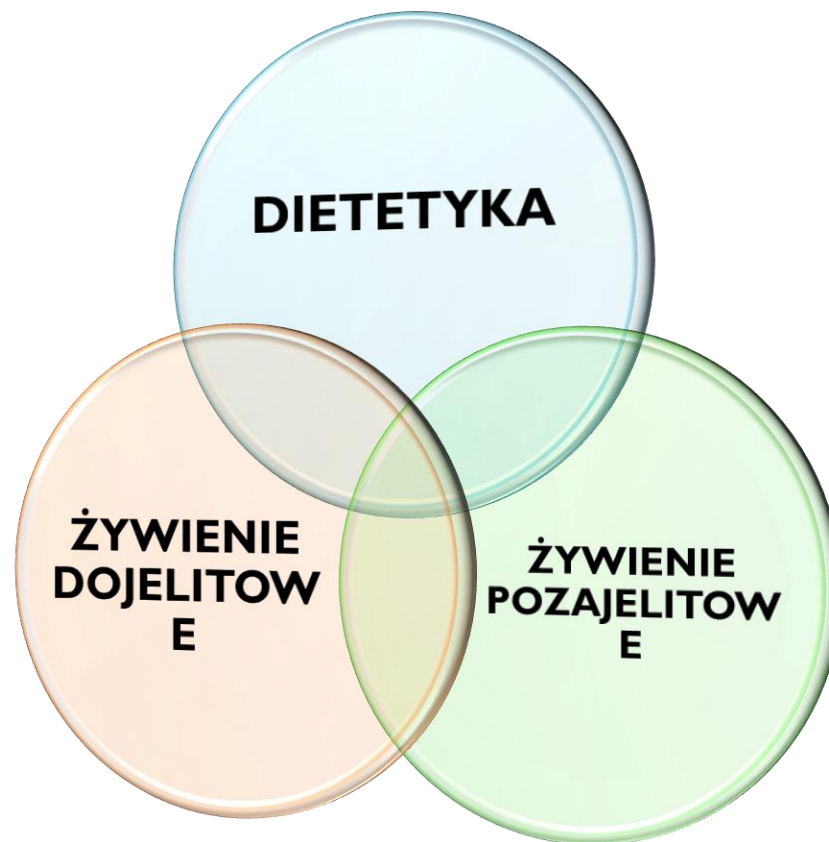 DIETETYKA
ŻYWIENIE
DOJELITOW
E
ŻYWIENIE
POZAJELITOW
E